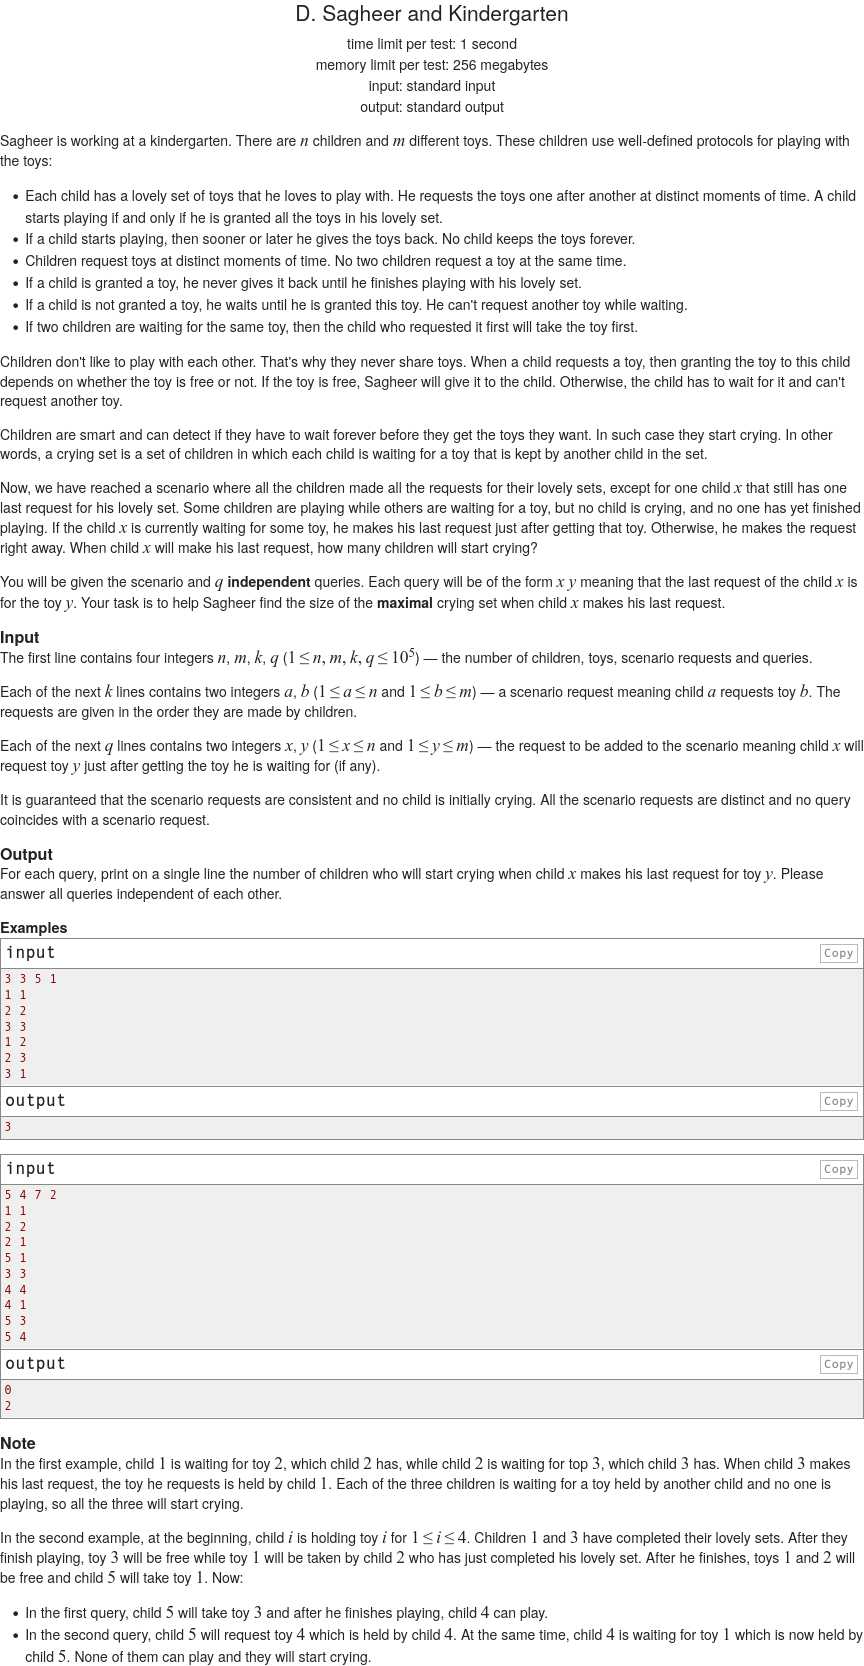 D. Sagheer and Kindergarten
time limit per test: 1 second
memory limit per test: 256 megabytes
input: standard input
output: standard output
Sagheer is working at a kindergarten. There are n children and m different toys. These children use well-defined protocols for playing with
the toys:
• Each child has a lovely set of toys that he loves to play with. He requests the toys one after another at distinct moments of time. A child
starts playing if and only if he is granted all the toys in his lovely set.
• If a child starts playing, then sooner or later he gives the toys back. No child keeps the toys forever.
• Children request toys at distinct moments of time. No two children request a toy at the same time.
• If a child is granted a toy, he never gives it back until he finishes playing with his lovely set.
• If a child is not granted a toy, he waits until he is granted this toy. He can't request another toy while waiting.
• If two children are waiting for the same toy, then the child who requested it first will take the toy first.
Children don't like to play with each other. That's why they never share toys. When a child requests a toy, then granting the toy to this child
depends on whether the toy is free or not. If the toy is free, Sagheer will give it to the child. Otherwise, the child has to wait for it and can't
request another toy.
Children are smart and can detect if they have to wait forever before they get the toys they want. In such case they start crying. In other
words, a crying set is a set of children in which each child is waiting for a toy that is kept by another child in the set.
Now, we have reached a scenario where all the children made all the requests for their lovely sets, except for one child x that still has one
last request for his lovely set. Some children are playing while others are waiting for a toy, but no child is crying, and no one has yet finished
playing. If the child x is currently waiting for some toy, he makes his last request just after getting that toy. Otherwise, he makes the request
right away. When child x will make his last request, how many children will start crying?
You will be given the scenario and q independent queries. Each query will be of the form x y meaning that the last request of the child x is
for the toy y. Your task is to help Sagheer find the size of the maximal crying set when child x makes his last request.
Input
The first line contains four integers n, m, k, q (1 ≤ n, m, k, q ≤ 10^5) — the number of children, toys, scenario requests and queries.
Each of the next k lines contains two integers a, b (1 ≤ a ≤ n and 1 ≤ b ≤ m) — a scenario request meaning child a requests toy b. The
requests are given in the order they are made by children.
Each of the next q lines contains two integers x, y (1 ≤ x ≤ n and 1 ≤ y ≤ m) — the request to be added to the scenario meaning child x will
request toy y just after getting the toy he is waiting for (if any).
It is guaranteed that the scenario requests are consistent and no child is initially crying. All the scenario requests are distinct and no query
coincides with a scenario request.
Output
For each query, print on a single line the number of children who will start crying when child x makes his last request for toy y. Please
answer all queries independent of each other.
Examples
input Copy
3 3 5 1
1 1
2 2
3 3
1 2
2 3
3 1
output Copy
3
input Copy
5 4 7 2
1 1
2 2
2 1
5 1
3 3
4 4
4 1
5 3
5 4
output Copy
0
2
Note
In the first example, child 1 is waiting for toy 2, which child 2 has, while child 2 is waiting for top 3, which child 3 has. When child 3 makes
his last request, the toy he requests is held by child 1. Each of the three children is waiting for a toy held by another child and no one is
playing, so all the three will start crying.
In the second example, at the beginning, child i is holding toy i for 1 ≤ i ≤ 4. Children 1 and 3 have completed their lovely sets. After they
finish playing, toy 3 will be free while toy 1 will be taken by child 2 who has just completed his lovely set. After he finishes, toys 1 and 2 will
be free and child 5 will take toy 1. Now:
• In the first query, child 5 will take toy 3 and after he finishes playing, child 4 can play.
• In the second query, child 5 will request toy 4 which is held by child 4. At the same time, child 4 is waiting for toy 1 which is now held by
child 5. None of them can play and they will start crying.